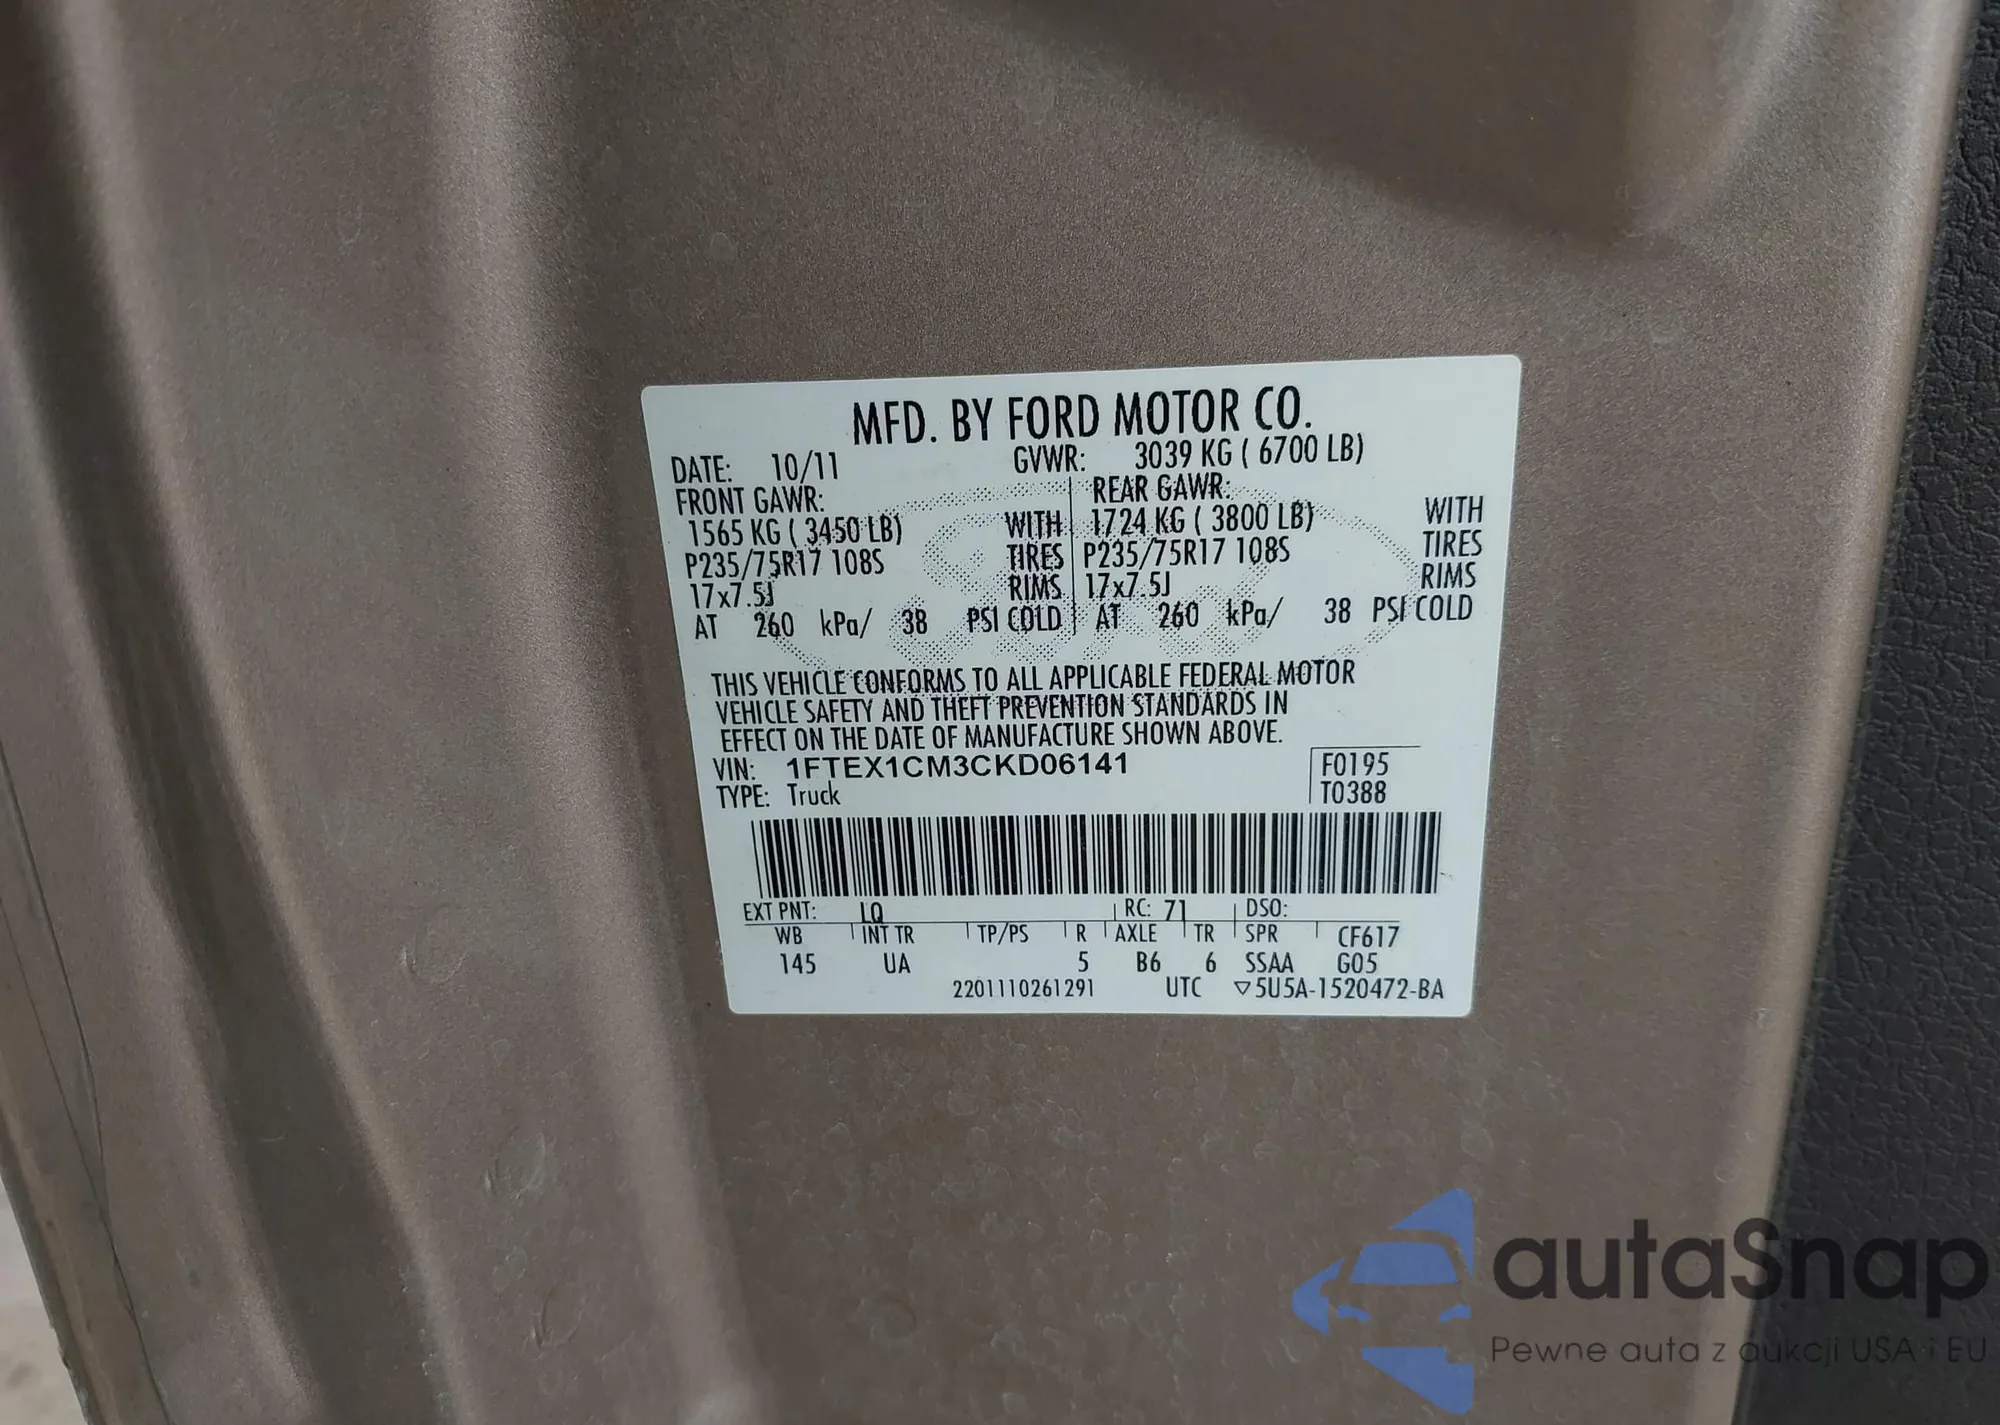 MFD. BY FORD MOTOR CO.
DATE: 10/11 GVWR: 3039 KG ( 6700 LB)
FRONT GAWR: REAR GAWR:
1565 KG ( 3450 LB) WITH 1724 KG ( 3800 LB) WITH
P235/75R17 108S TIRES P235/75R17 108S TIRES
17x7.5J RIMS 17x7.5J RIMS
AT 260 kPa/ 38 PSI COLD AT 260 kPa/ 38 PSI COLD
THIS VEHICLE CONFORMS TO ALL APPLICABLE FEDERAL MOTOR
VEHICLE SAFETY AND THEFT PREVENTION STANDARDS IN
EFFECT ON THE DATE OF MANUFACTURE SHOWN ABOVE.
VIN: 1FTEX1CM3CKD06141 F0195
TYPE: Truck T0388
EXT PNT: LQ RC: 71 DSO:
WB INT TR TP/PS R AXLE TR SPR CF617
145 UA 5 B6 6 SSAA G05
2201110261291 UTC ▽5U5A-1520472-BA
autaSnap
Pewne auta z aukcji USA i EU